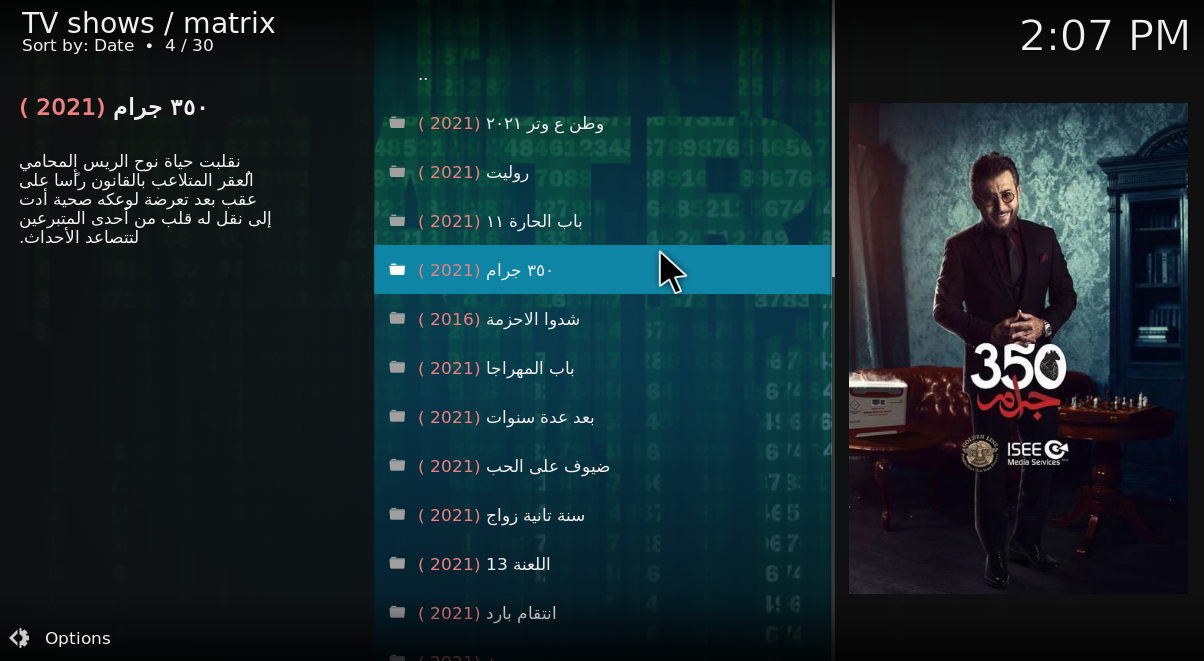 TV shows / matrix
Sort by: Date • 4 / 30
2:07 PM
٣٥٠ جرام (2021 )
نقلبت حياة نوح الريس المحامي
العقر المتلاعب بالقانون رأسا على
عقب بعد تعرضة لوعكه صحية أدت
إلى نقل له قلب من أحدى المتبرعين
لتتصاعد الأحداث.
..
وطن ع وتر ٢٠٢١ (2021 )
روليت (2021 )
باب الحارة ١١ (2021 )
٣٥٠ جرام (2021 )
شدوا الاحزمة (2016 )
باب المهراجا (2021 )
بعد عدة سنوات (2021 )
ضيوف على الحب (2021 )
سنة تانية زواج (2021 )
اللعنة 13 (2021 )
انتقام بارد (2021 )
350
جرام
GOLDEN LINE
ISEE
Media Services
Options